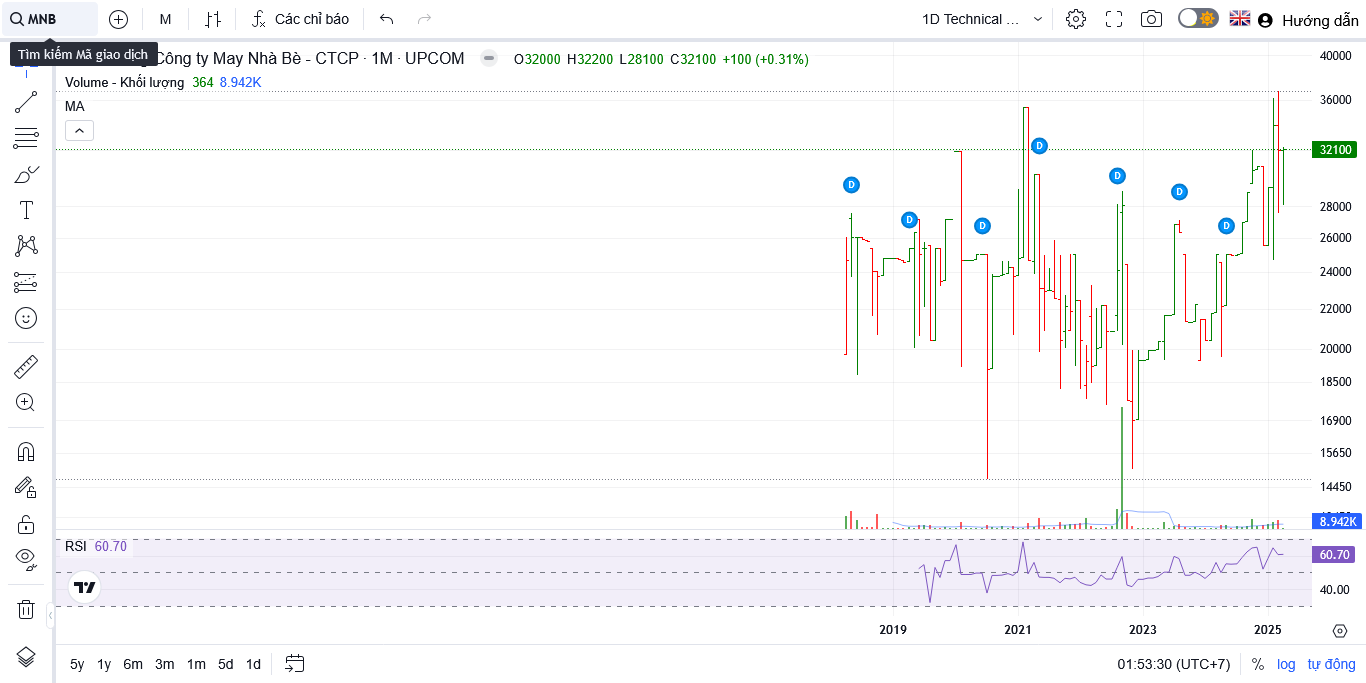 MNB M Các chỉ báo 1D Technical ... Hướng dẫn
Tìm kiếm Mã giao dịch
Công ty May Nhà Bè - CTCP · 1M · UPCOM O32000 H32200 L28100 C32100 +100 (+0.31%)
Volume - Khối lượng 364 8.942K
MA
40000
36000
32100
28000
26000
24000
22000
20000
18500
16900
15650
14450
8.942K
D
D
D
D
D
D
D
RSI 60.70
60.70
40.00
2019 2021 2023 2025
5y 1y 6m 3m 1m 5d 1d 01:53:30 (UTC+7) % log tự động